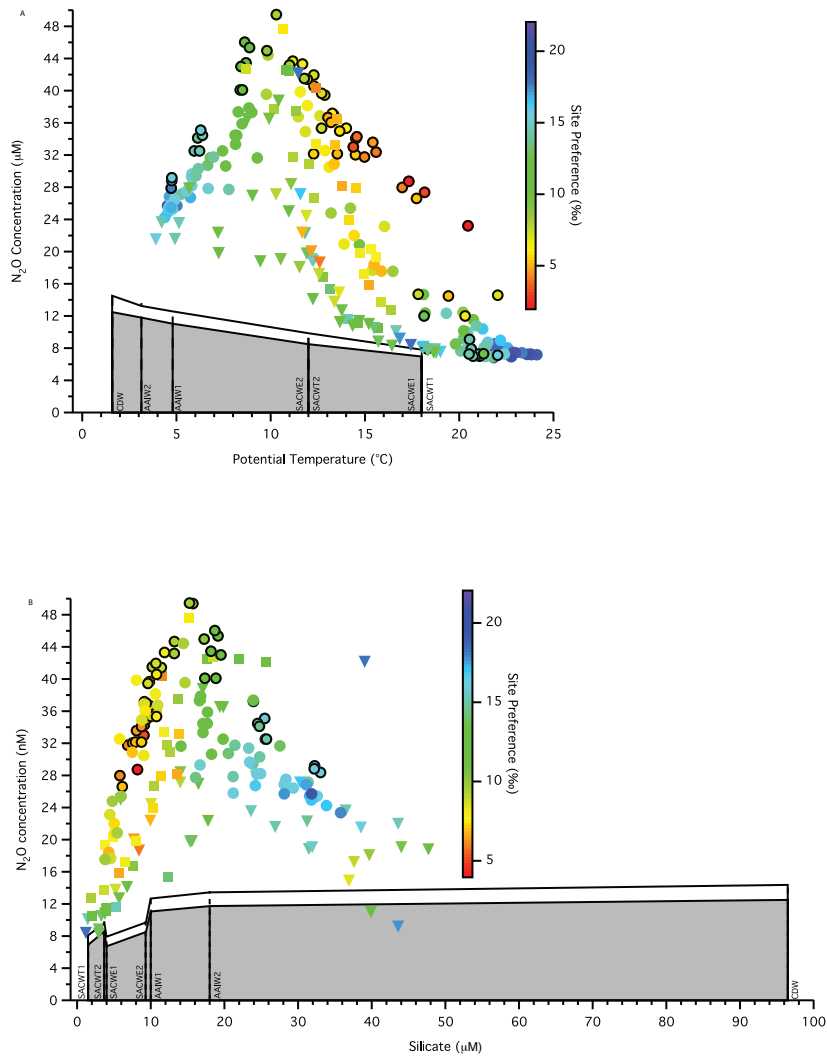 A
48
44
40
36
32
28
24
20
16
12
8
4
0
N2O Concentration (µM)
CDW
AAIW2
AAIW1
SACWE2
SACWT2
SACWE1
SACWT1
0 5 10 15 20 25
Potential Temperature (°C)
20
15
10
5
Site Preference (‰)
B
48
44
40
36
32
28
24
20
16
12
8
4
0
N2O concentration (nM)
SACWT1
SACWT2
SACWE1
SACWE2
AAIW1
AAIW2
CDW
0 10 20 30 40 50 60 70 80 90 100
Silicate (µM)
20
15
10
5
Site Preference (‰)